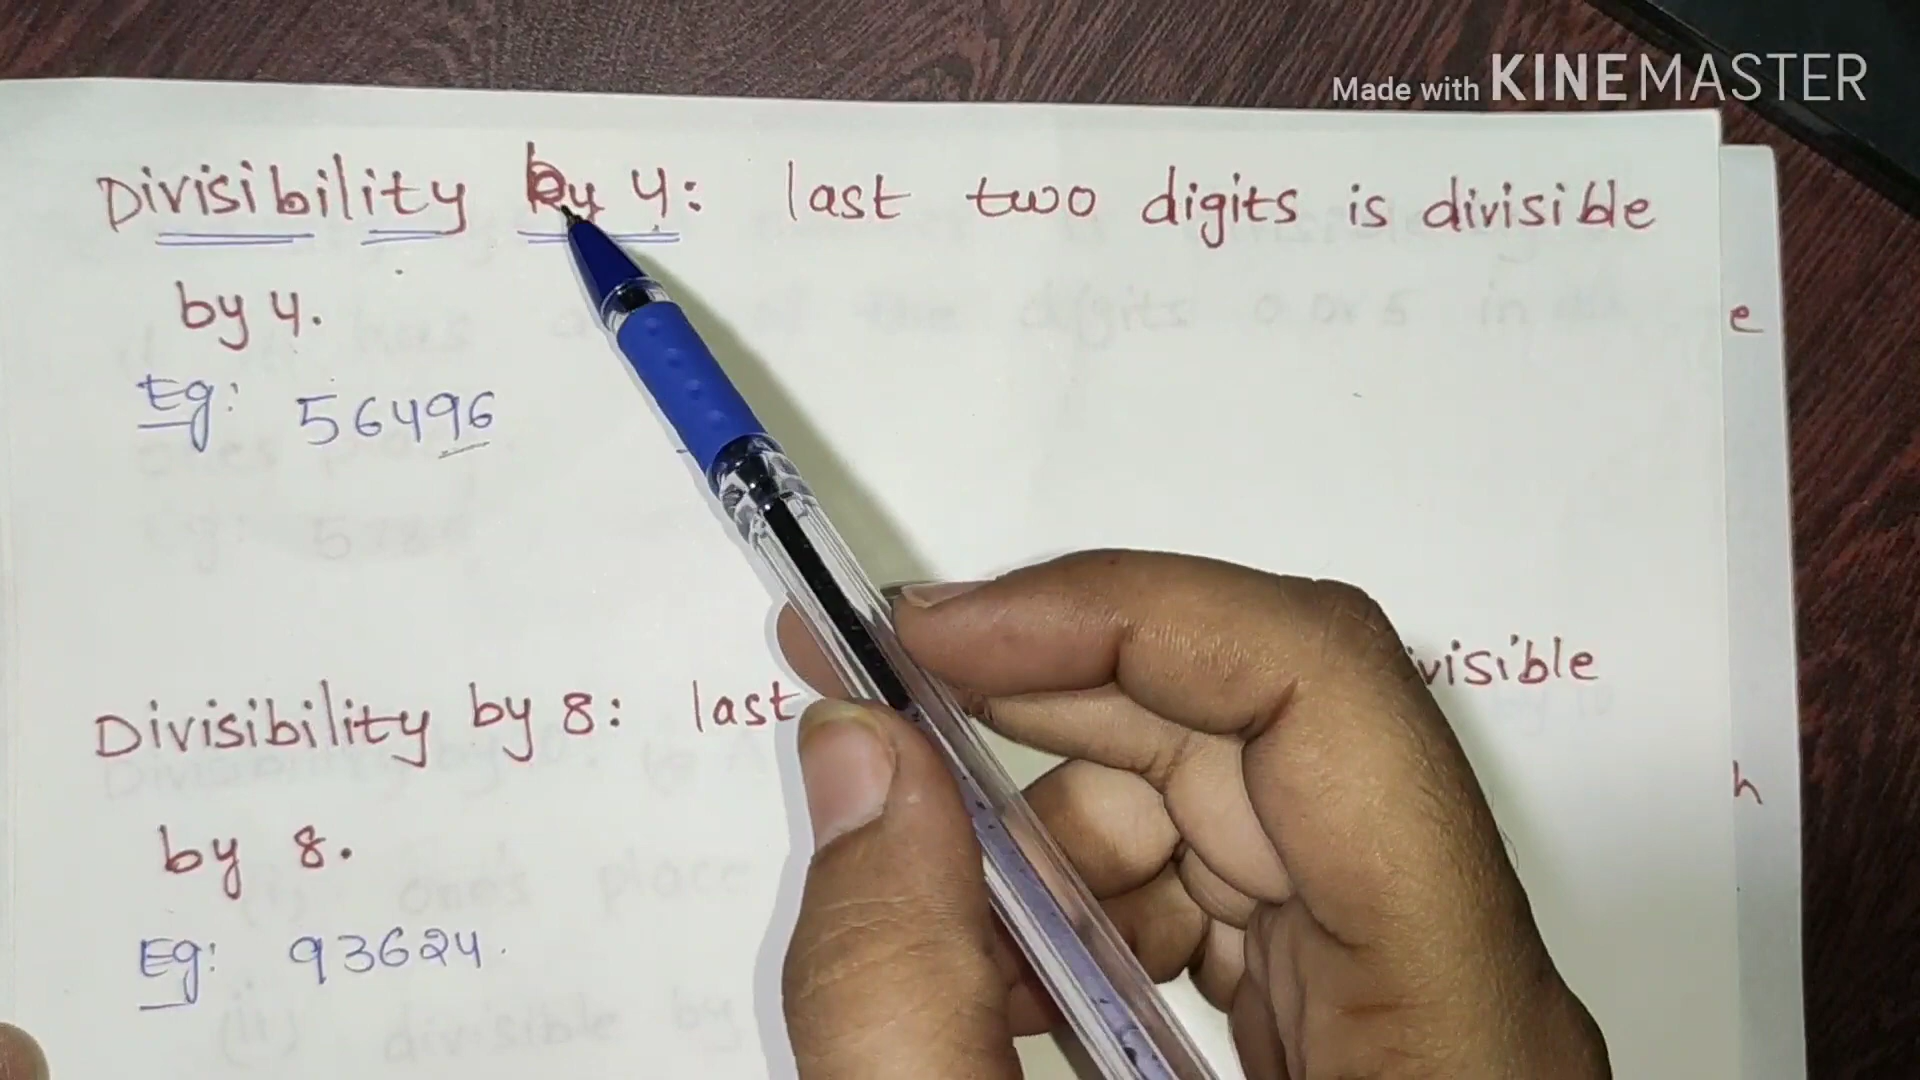 Made with KINEMASTER
Divisibility by 4: last two digits is divisible
by 4.
e
Eg: 56496
Divisibility by 8: last visible
h
by 8.
Eg: 93624.